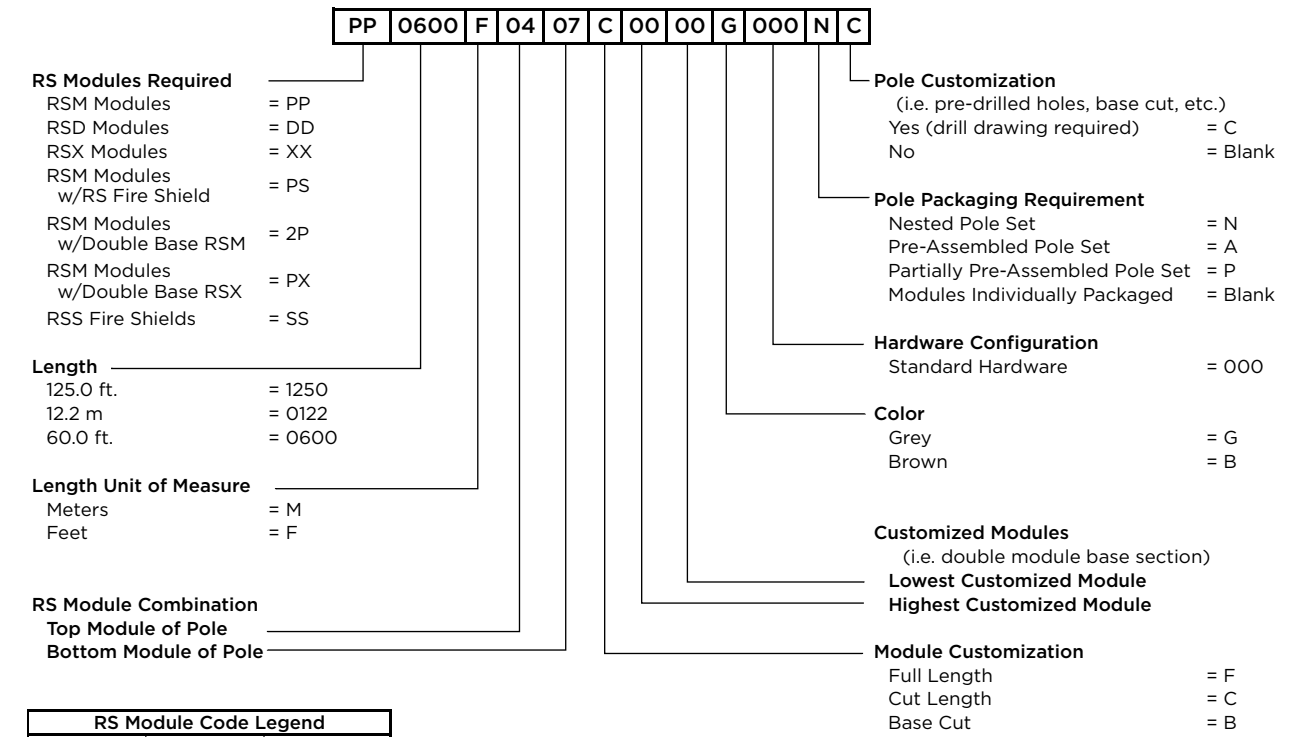 PP 0600 F 04 07 C 00 00 G 000 N C
RS Modules Required
RSM Modules = PP
RSD Modules = DD
RSX Modules = XX
RSM Modules
w/RS Fire Shield = PS
RSM Modules
w/Double Base RSM = 2P
RSM Modules
w/Double Base RSX = PX
RSS Fire Shields = SS
Length
125.0 ft. = 1250
12.2 m = 0122
60.0 ft. = 0600
Length Unit of Measure
Meters = M
Feet = F
RS Module Combination
Top Module of Pole
Bottom Module of Pole
RS Module Code Legend
Pole Customization
(i.e. pre-drilled holes, base cut, etc.)
Yes (drill drawing required) = C
No = Blank
Pole Packaging Requirement
Nested Pole Set = N
Pre-Assembled Pole Set = A
Partially Pre-Assembled Pole Set = P
Modules Individually Packaged = Blank
Hardware Configuration
Standard Hardware = 000
Color
Grey = G
Brown = B
Customized Modules
(i.e. double module base section)
Lowest Customized Module
Highest Customized Module
Module Customization
Full Length = F
Cut Length = C
Base Cut = B